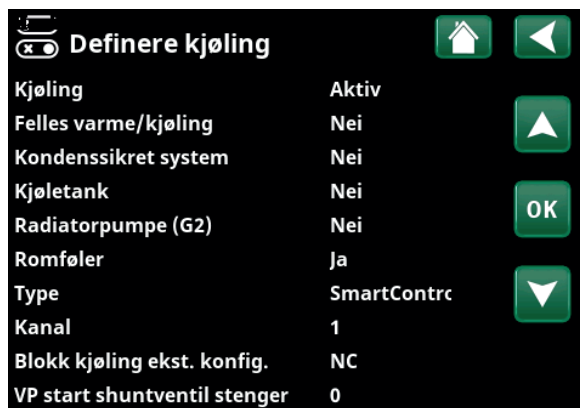 Definere kjøling
Kjøling Aktiv
Felles varme/kjøling Nei
Kondenssikret system Nei
Kjøletank Nei
OK
Radiatorpumpe (G2) Nei
Romføler Ja
Type SmartContrc
Kanal 1
Blokk kjøling ekst. konfig. NC
VP start shuntventil stenger 0